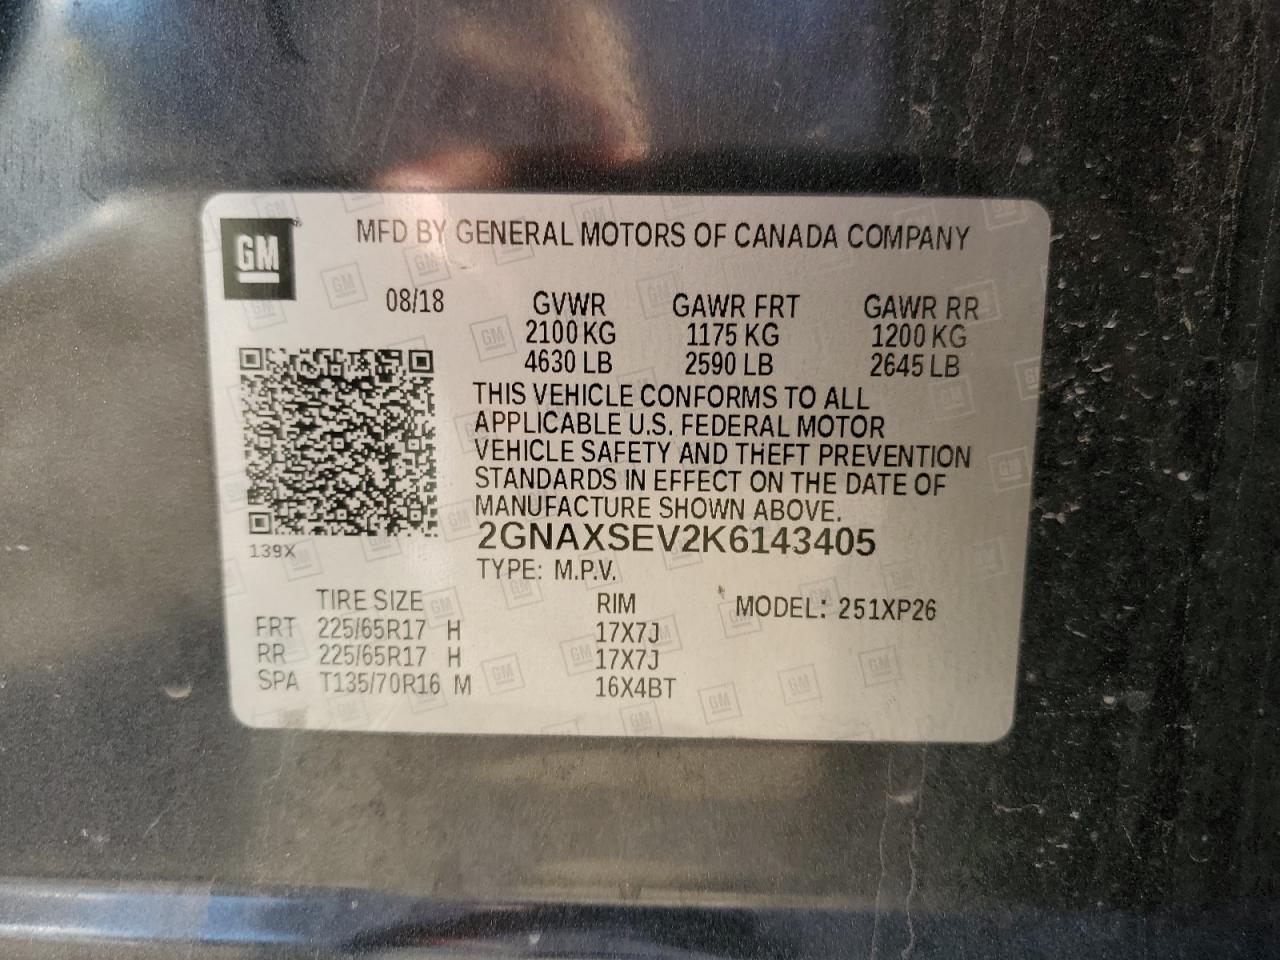 GM
MFD BY GENERAL MOTORS OF CANADA COMPANY
08/18 GVWR GAWR FRT GAWR RR
2100 KG 1175 KG 1200 KG
4630 LB 2590 LB 2645 LB
THIS VEHICLE CONFORMS TO ALL
APPLICABLE U.S. FEDERAL MOTOR
VEHICLE SAFETY AND THEFT PREVENTION
STANDARDS IN EFFECT ON THE DATE OF
MANUFACTURE SHOWN ABOVE.
2GNAXSEV2K6143405
139X
TYPE: M.P.V.
TIRE SIZE RIM MODEL: 251XP26
FRT 225/65R17 H 17X7J
RR 225/65R17 H 17X7J
SPA T135/70R16 M 16X4BT